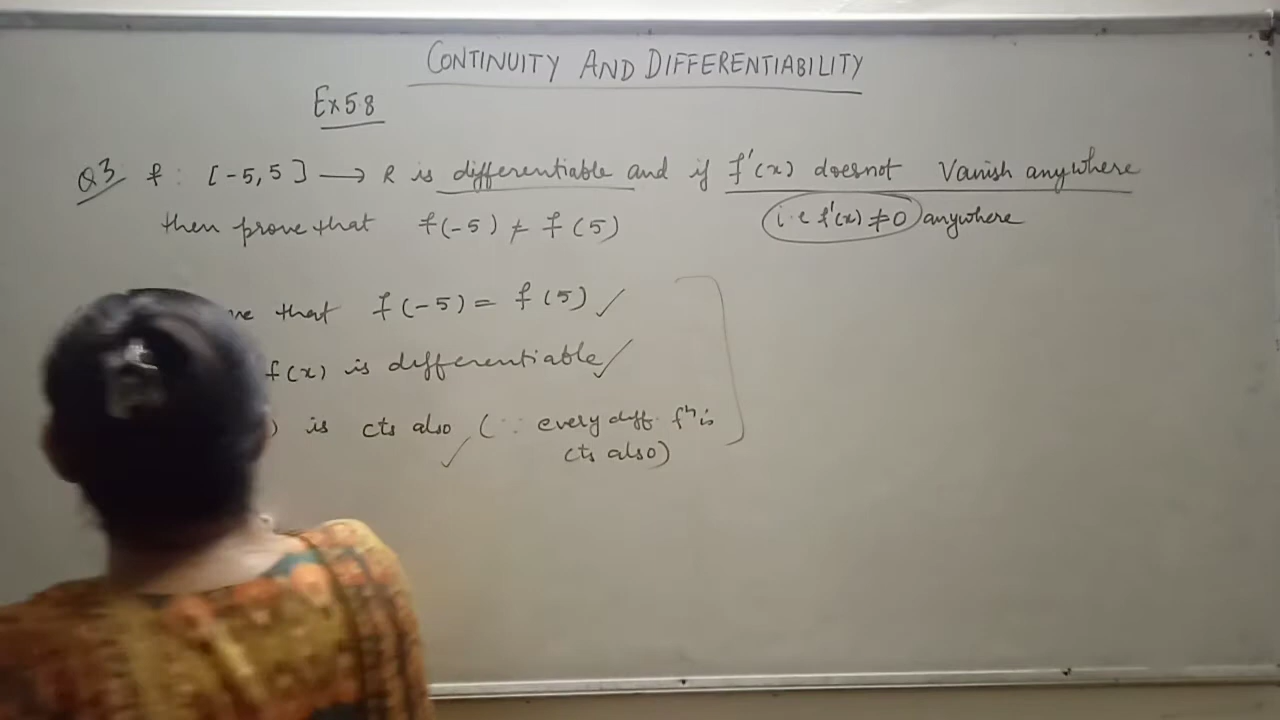 CONTINUITY AND DIFFERENTIABILITY
Ex 5.8
Q3 f : [-5,5] → R is differentiable and if f'(x) doesnot Vanish anywhere
then prove that f(-5) ≠ f(5) i.e f'(x) ≠ 0 anywhere
that f(-5) = f(5) ✓
f(x) is differentiable ✓
) is cts also (∵ every diff. fⁿ is
✓ cts also)